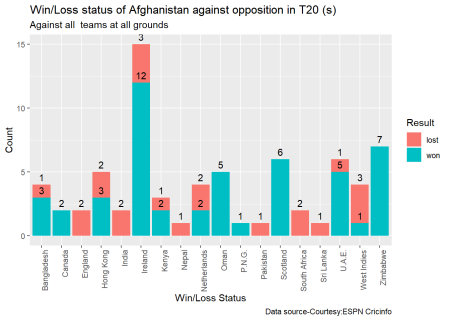 Win/Loss status of Afghanistan against opposition in T20 (s)
Against all  teams at all grounds
15
10
5
0
Count
1
3
2
2
2
3
2
3
12
1
2
1
2
2
5
1
1
6
2
1
1
5
3
1
7
Bangladesh
Canada
England
Hong Kong
India
Ireland
Kenya
Nepal
Netherlands
Oman
P.N.G.
Pakistan
Scotland
South Africa
Sri Lanka
U.A.E.
West Indies
Zimbabwe
Win/Loss Status
Result
lost
won
Data source-Courtesy:ESPN Cricinfo